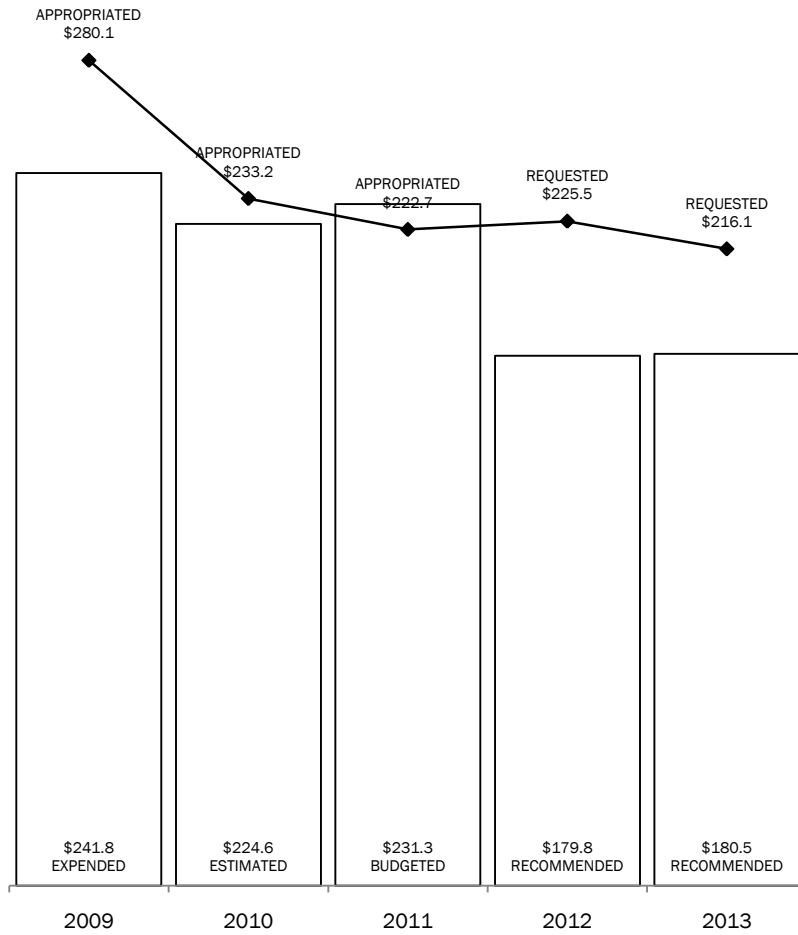 APPROPRIATED
$280.1
APPROPRIATED
$233.2
APPROPRIATED
$222.7
REQUESTED
$225.5
REQUESTED
$216.1
$241.8
EXPENDED
$224.6
ESTIMATED
$231.3
BUDGETED
$179.8
RECOMMENDED
$180.5
RECOMMENDED
2009
2010
2011
2012
2013